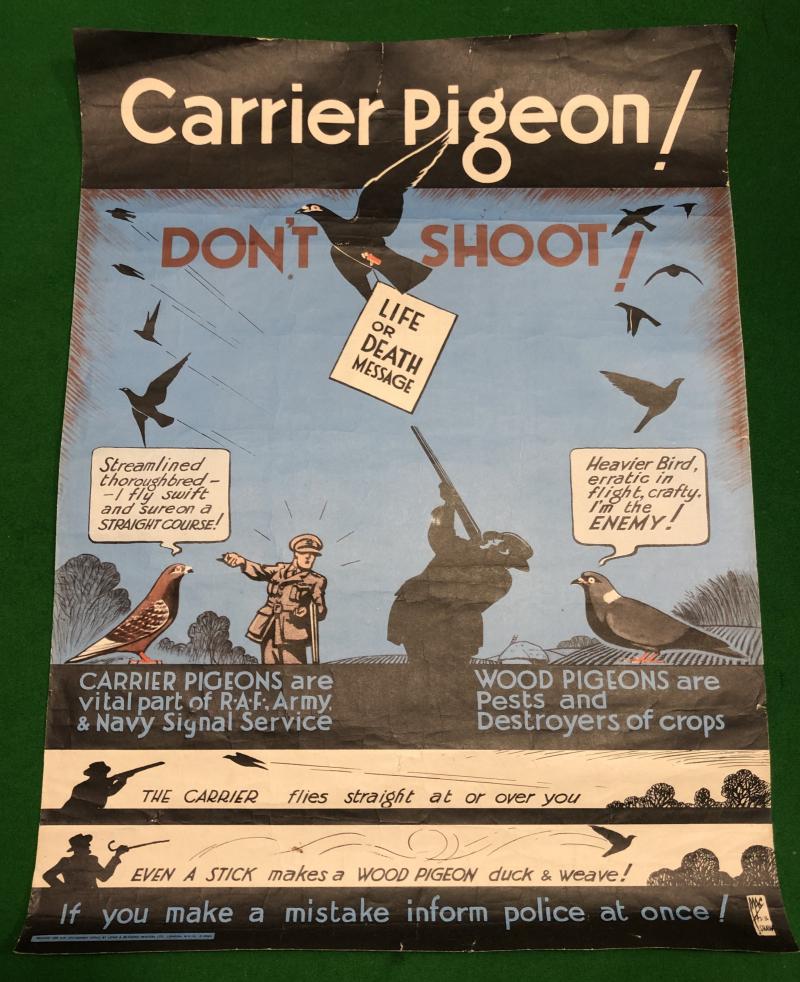 Carrier Pigeon!
DON'T SHOOT!
LIFE
OR
DEATH
MESSAGE
Streamlined
thoroughbred –
– I fly swift
and sure on a
STRAIGHT COURSE!
Heavier Bird,
erratic in
flight, crafty.
I'm the
ENEMY!
CARRIER PIGEONS are
vital part of R.A.F., Army,
& Navy Signal Service
WOOD PIGEONS are
Pests and
Destroyers of crops
THE CARRIER flies straight at or over you
EVEN A STICK makes a WOOD PIGEON duck & weave!
If you make a mistake inform police at once!
MAC